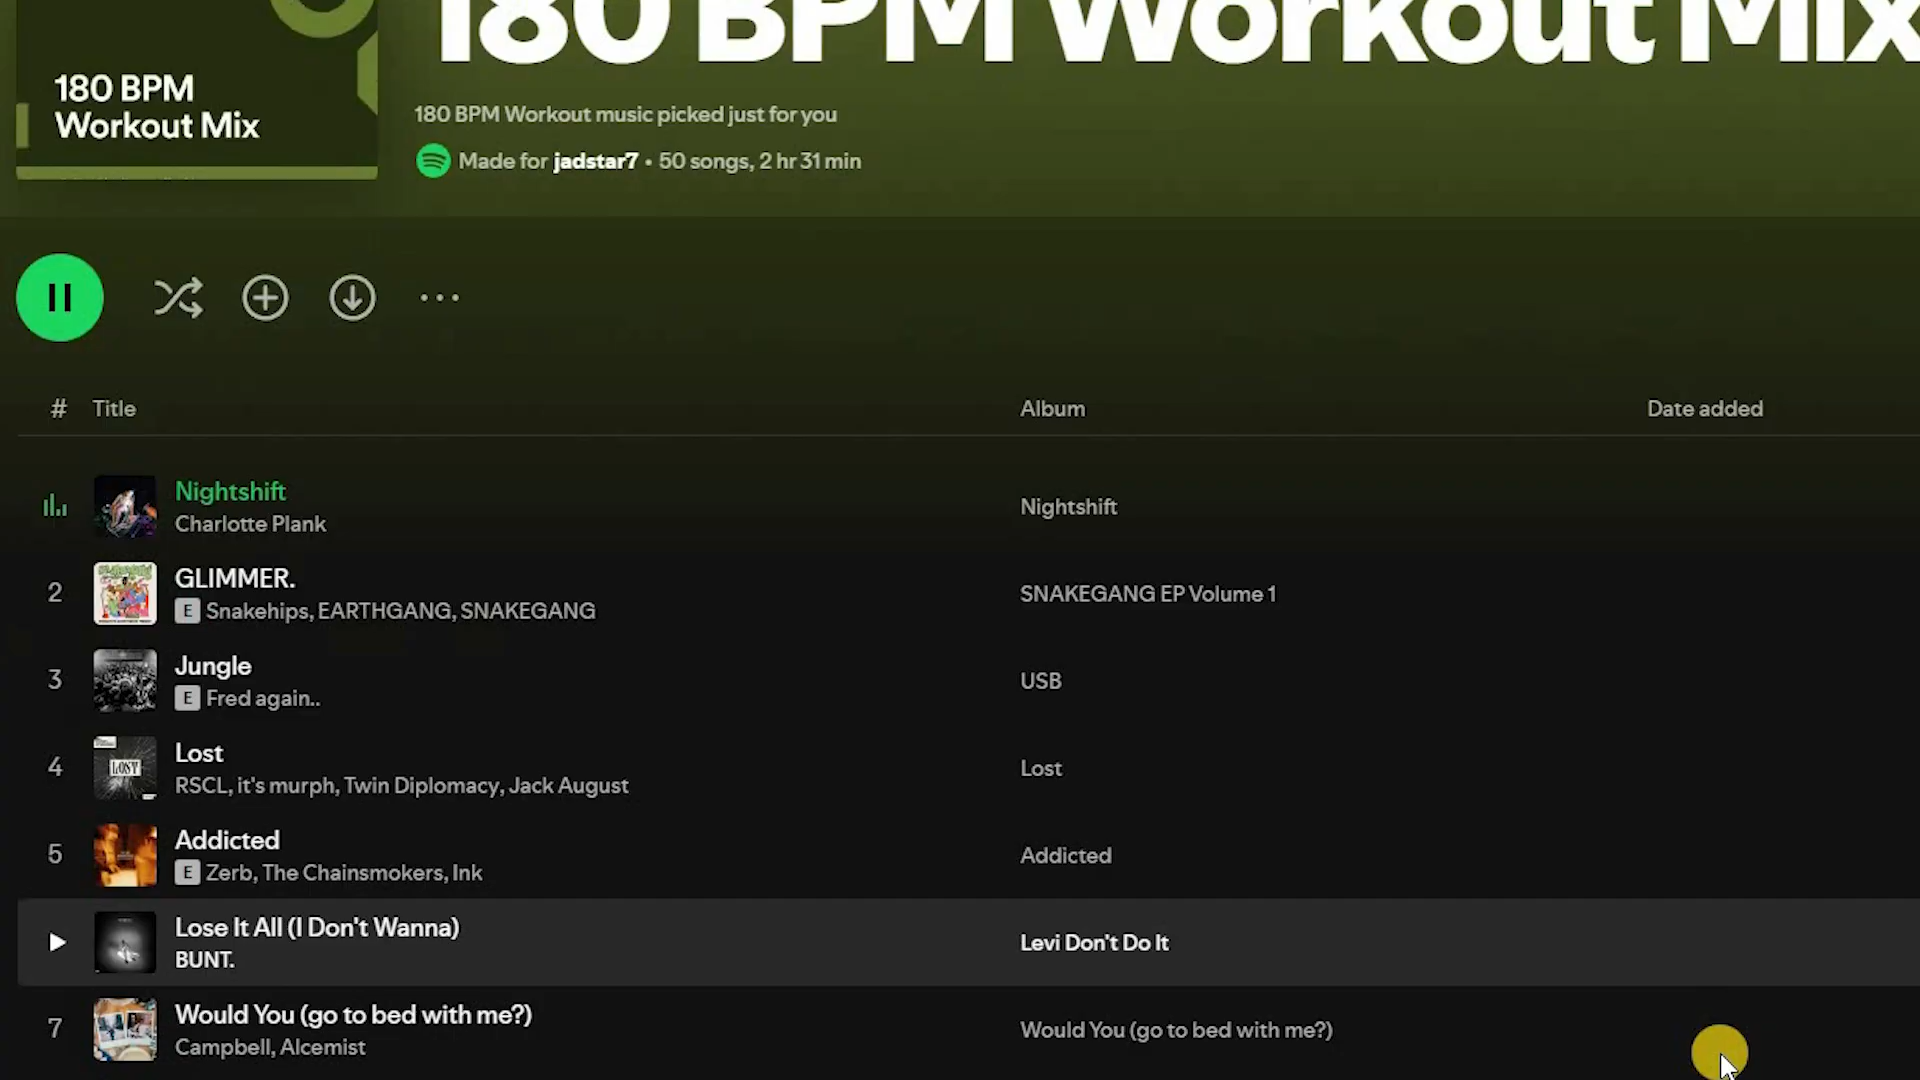 180 BPM Workout Mix
180 BPM
Workout Mix
180 BPM Workout music picked just for you
Made for jadstar7 • 50 songs, 2 hr 31 min
# Title Album Date added
Nightshift
Charlotte Plank
Nightshift
2
GLIMMER.
E Snakehips, EARTHGANG, SNAKEGANG
SNAKEGANG EP Volume 1
3
Jungle
E Fred again..
USB
4
Lost
RSCL, it's murph, Twin Diplomacy, Jack August
Lost
LOST
5
Addicted
E Zerb, The Chainsmokers, Ink
Addicted
Lose It All (I Don't Wanna)
BUNT.
Levi Don't Do It
7
Would You (go to bed with me?)
Campbell, Alcemist
Would You (go to bed with me?)